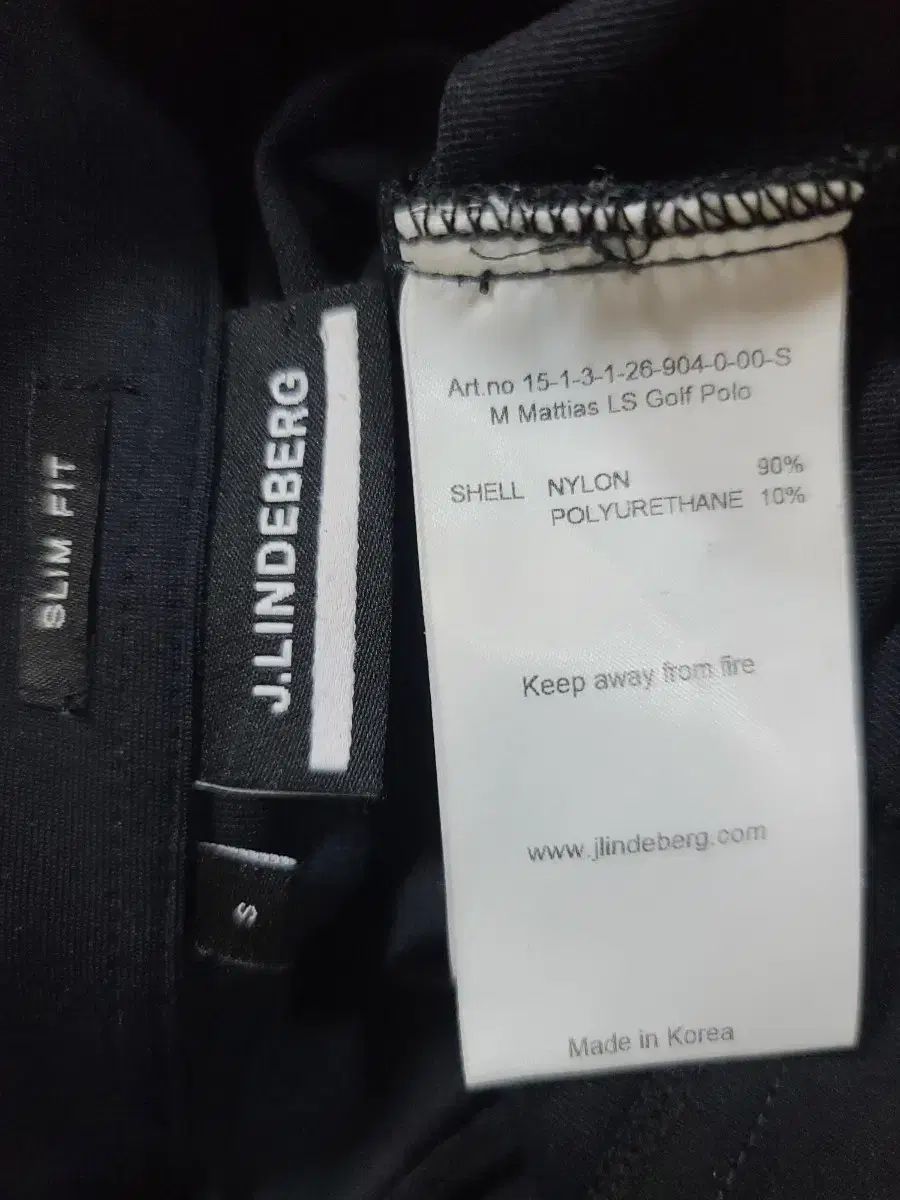 SLIM FIT
J.LINDEBERG
S
Art.no 15-1-3-1-26-904-0-00-S
M Mattias LS Golf Polo
SHELL NYLON 90%
POLYURETHANE 10%
Keep away from fire
www.jlindeberg.com
Made in Korea